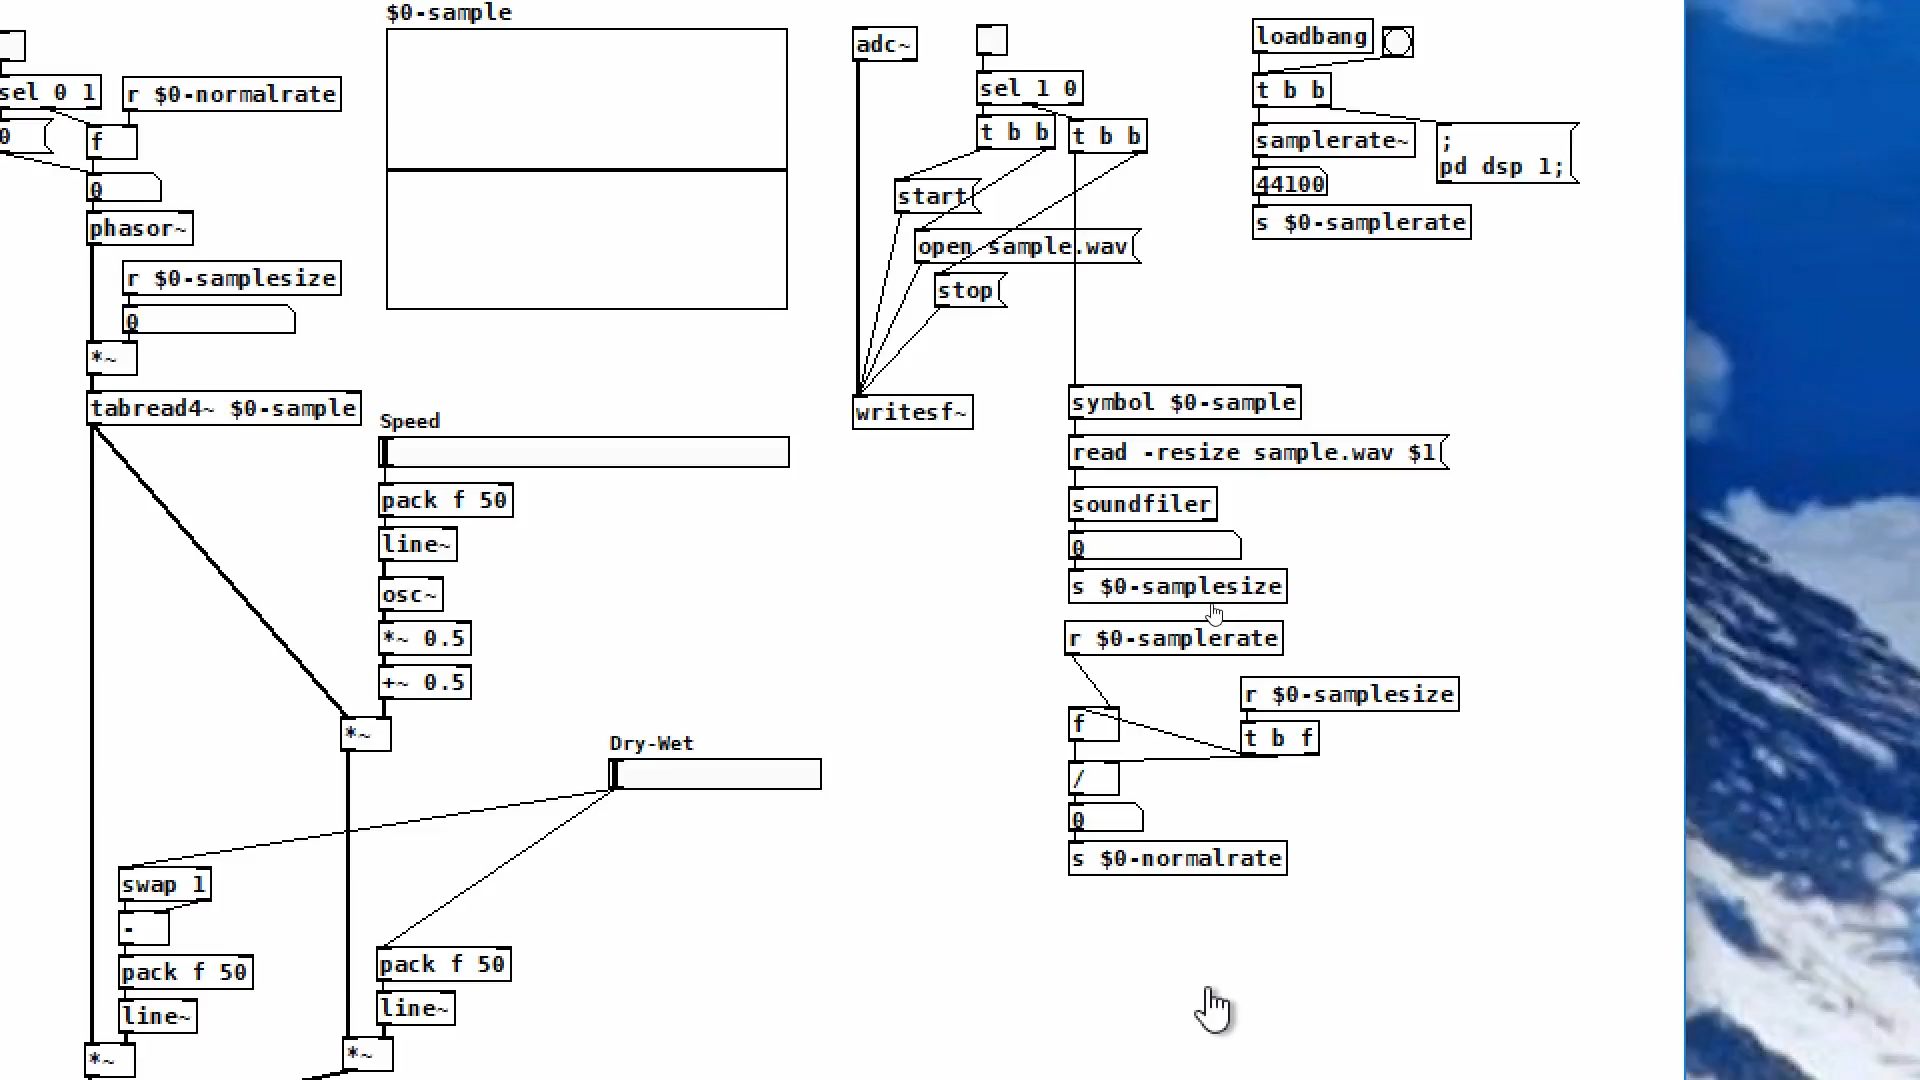 $0-sample
sel 0 1
r $0-normalrate
0
f
0
phasor~
r $0-samplesize
0
*~
tabread4~ $0-sample
Speed
pack f 50
line~
osc~
*~ 0.5
+~ 0.5
*~
Dry-Wet
swap 1
-
pack f 50
line~
*~
pack f 50
line~
*~
adc~
sel 1 0
t b b
t b b
start
open sample.wav
stop
writesf~
loadbang
t b b
samplerate~
;
pd dsp 1;
44100
s $0-samplerate
symbol $0-sample
read -resize sample.wav $1
soundfiler
0
s $0-samplesize
r $0-samplerate
r $0-samplesize
f
t b f
/
0
s $0-normalrate